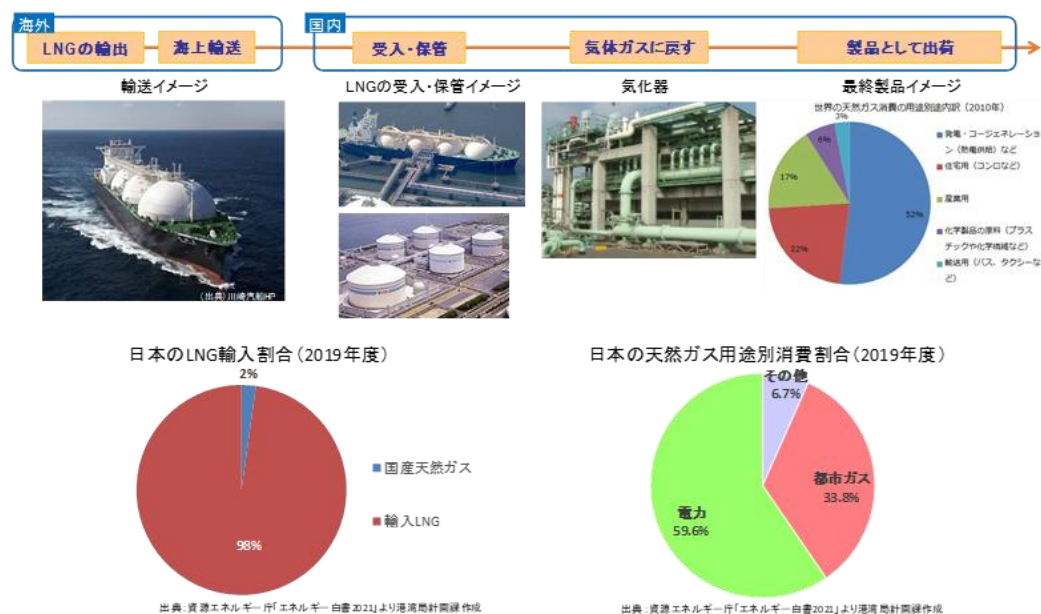 海外
国内
LNGの輸出
海上輸送
受入・保管
気体ガスに戻す
製品として出荷
輸送イメージ
LNGの受入・保管イメージ
気化器
最終製品イメージ
(出典)川崎汽船HP
世界の天然ガス消費の用途別内訳(2010年)
3%
6%
17%
22%
52%
発電・コージェネレーショ
ン(熱電供給)など
住宅用(コンロなど)
産業用
化学製品の原料(プラス
チックや化学繊維など)
輸送用(バス、タクシーな
ど)
日本のLNG輸入割合(2019年度)
2%
98%
国産天然ガス
輸入LNG
出典:資源エネルギー庁「エネルギー白書2021」より港湾局計画課作成
日本の天然ガス用途別消費割合(2019年度)
その他
6.7%
都市ガス
33.8%
電力
59.6%
出典:資源エネルギー庁「エネルギー白書2021」より港湾局計画課作成